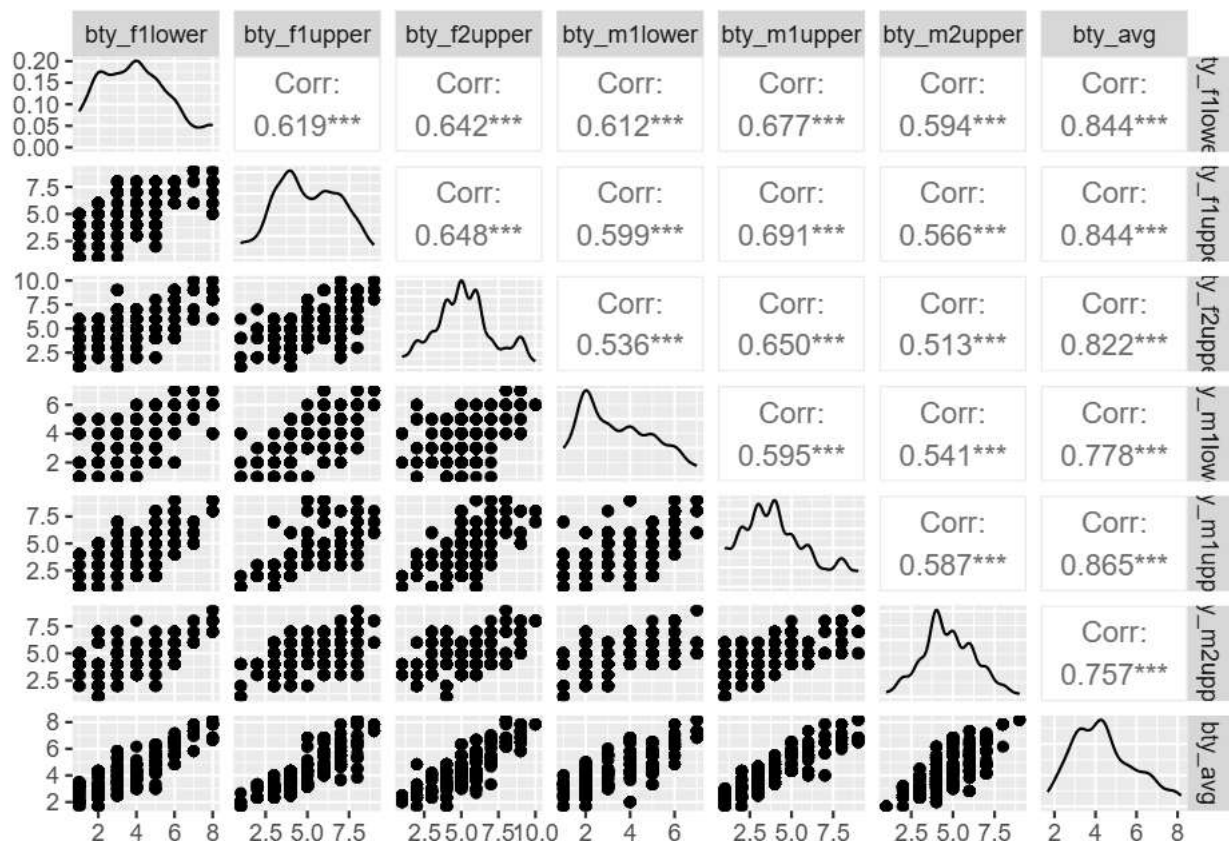 bty_f1lower bty_f1upper bty_f2upper bty_m1lower bty_m1upper bty_m2upper bty_avg
0.20 Corr: Corr: Corr: Corr: Corr: Corr: ty_f1lowe
0.15
0.10 0.619*** 0.642*** 0.612*** 0.677*** 0.594*** 0.844***
0.05
0.00
7.5 Corr: Corr: Corr: Corr: Corr: ty_f1uppe
5.0 0.648*** 0.599*** 0.691*** 0.566*** 0.844***
2.5
10.0 Corr: Corr: Corr: Corr: ty_f2uppe
7.5
5.0 0.536*** 0.650*** 0.513*** 0.822***
2.5
6 Corr: Corr: Corr: y_m1low
4 0.595*** 0.541*** 0.778***
2
7.5 Corr: Corr: y_m1upp
5.0 0.587*** 0.865***
2.5
7.5 Corr: y_m2upp
5.0 0.757***
2.5
8 bty_avg
6
4
2
2 4 6 8 2.5 5.0 7.5 2.5 5.0 7.5 10.0 2 4 6 2.5 5.0 7.5 2.5 5.0 7.5 2 4 6 8